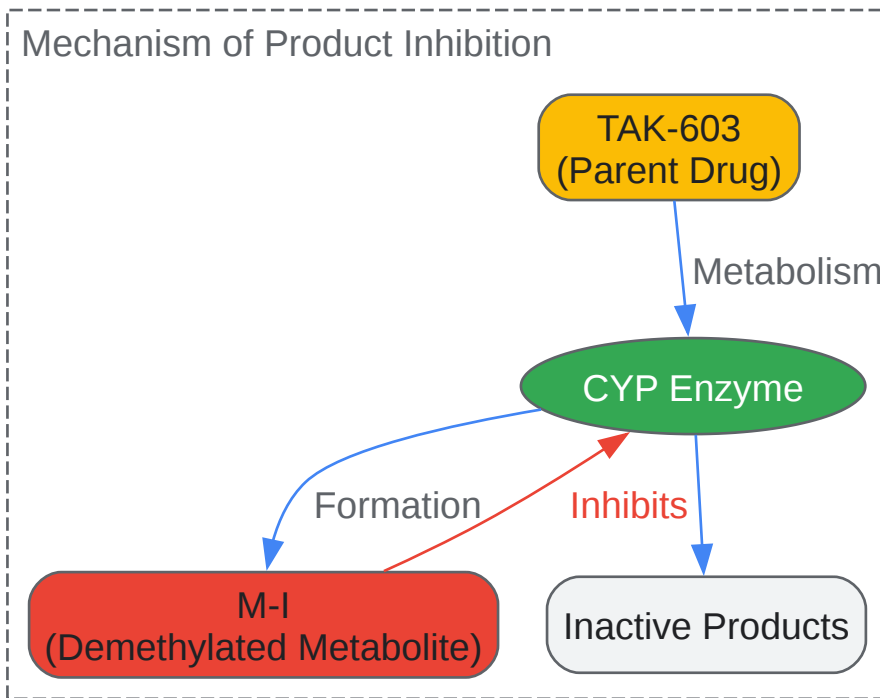 Mechanism of Product Inhibition
TAK-603
(Parent Drug)
Metabolism
CYP Enzyme
Formation
Inhibits
M-I
(Demethylated Metabolite)
Inactive Products